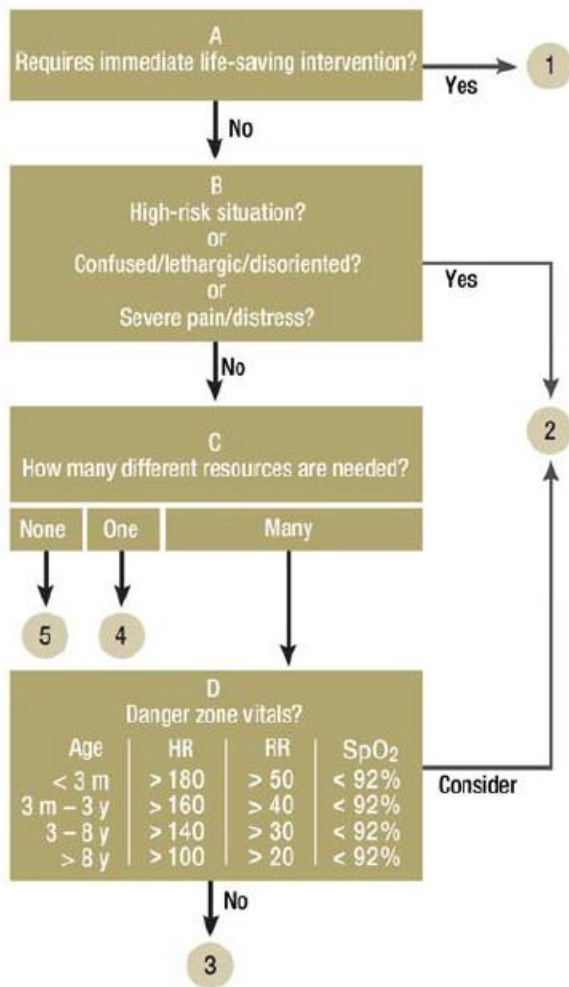 A
Requires immediate life-saving intervention?
Yes
1
No
B
High-risk situation?
or
Confused/lethargic/disoriented?
or
Severe pain/distress?
Yes
No
2
C
How many different resources are needed?
None One Many
5 4
D
Danger zone vitals?
Age HR RR SpO₂
< 3 m > 180 > 50 < 92%
3 m – 3 y > 160 > 40 < 92%
3 – 8 y > 140 > 30 < 92%
> 8 y > 100 > 20 < 92%
Consider
No
3